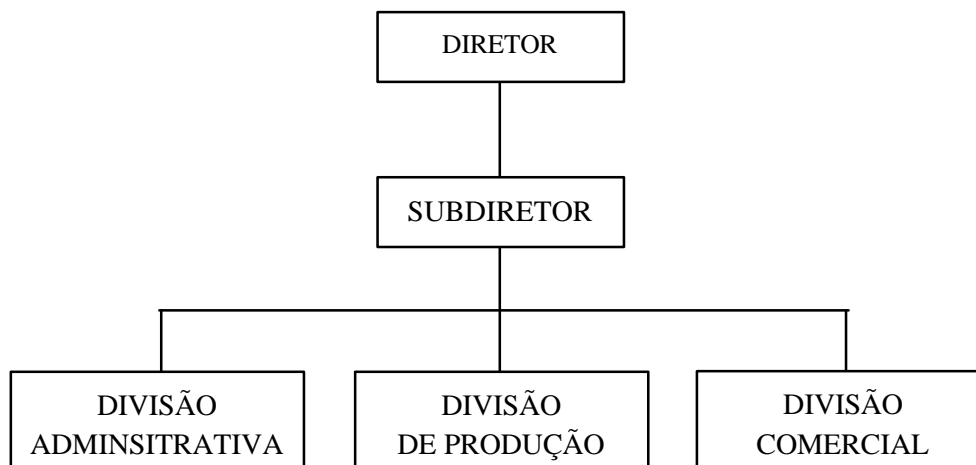 DIRETOR
SUBDIRETOR
DIVISÃO
ADMINSITRATIVA
DIVISÃO
DE PRODUÇÃO
DIVISÃO
COMERCIAL